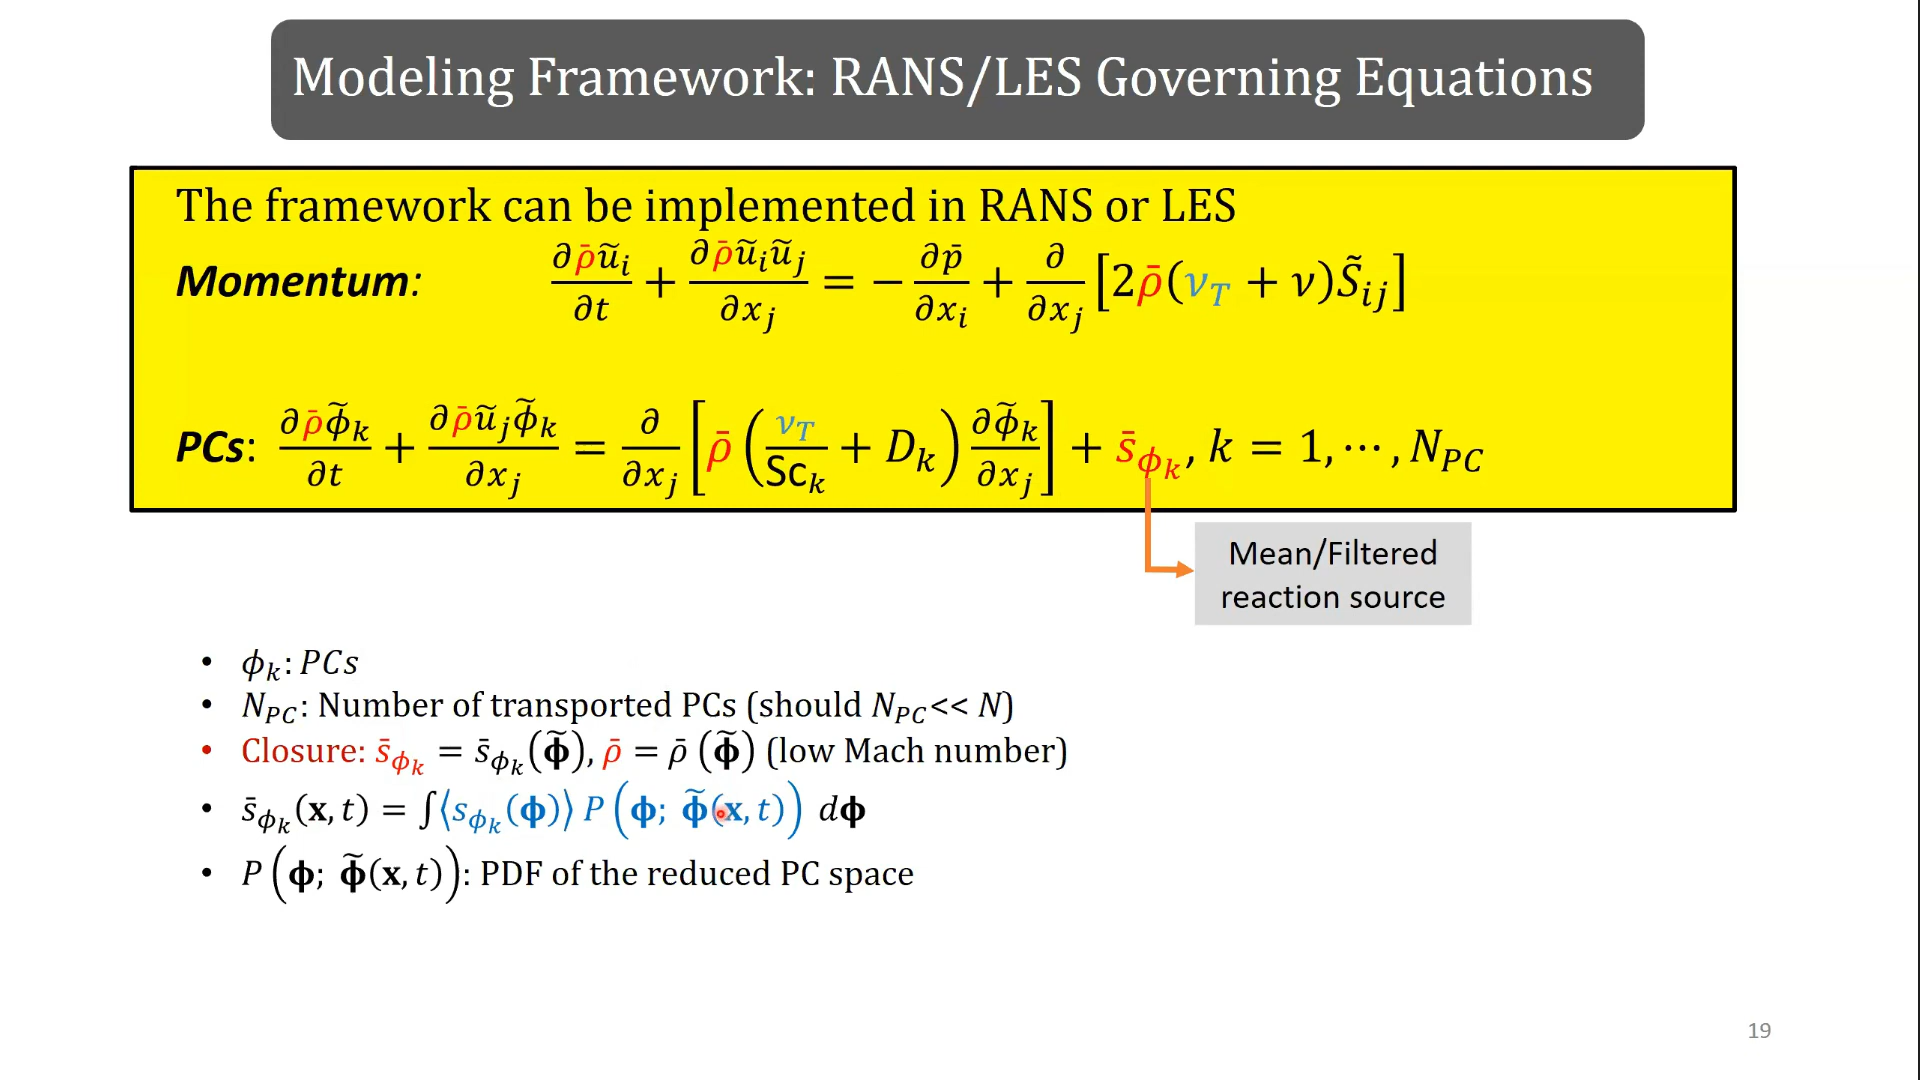 Modeling Framework: RANS/LES Governing Equations
The framework can be implemented in RANS or LES
Momentum: ∂ρ̄ũᵢ/∂t + ∂ρ̄ũᵢũⱼ/∂xⱼ = −∂p̄/∂xᵢ + ∂/∂xⱼ [2ρ̄(ν_T + ν)S̃ᵢⱼ]
PCs: ∂ρ̄ϕ̃ₖ/∂t + ∂ρ̄ũⱼϕ̃ₖ/∂xⱼ = ∂/∂xⱼ [ρ̄(ν_T/Scₖ + Dₖ) ∂ϕ̃ₖ/∂xⱼ] + s̄_ϕₖ, k = 1, ⋯, N_PC
Mean/Filtered
reaction source
• ϕₖ: PCs
• N_PC: Number of transported PCs (should N_PC << N)
• Closure: s̄_ϕₖ = s̄_ϕₖ(𝛟̃), ρ̄ = ρ̄(𝛟̃) (low Mach number)
• s̄_ϕₖ(𝐱, t) = ∫⟨s_ϕₖ(𝛟)⟩ P(𝛟; 𝛟̃(𝐱, t)) d𝛟
• P(𝛟; 𝛟̃(𝐱, t)): PDF of the reduced PC space
19